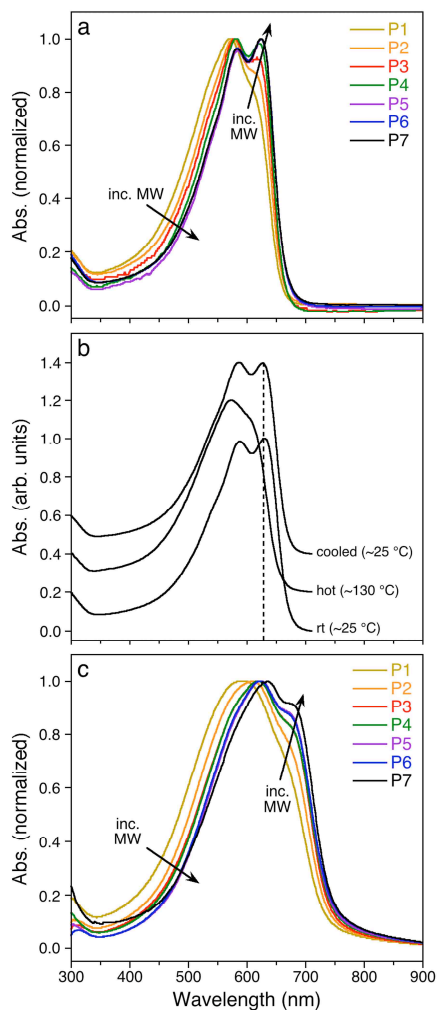 a
P1
P2
P3
P4
P5
P6
P7
inc.
MW
inc. MW
Abs. (normalized)
1.0
0.8
0.6
0.4
0.2
0.0
b
Abs. (arb. units)
1.4
1.2
1.0
0.8
0.6
0.4
0.2
0.0
cooled (~25 °C)
hot (~130 °C)
rt (~25 °C)
c
P1
P2
P3
P4
P5
P6
P7
inc.
MW
inc.
MW
Abs. (normalized)
1.0
0.8
0.6
0.4
0.2
0.0
300 400 500 600 700 800 900
Wavelength (nm)